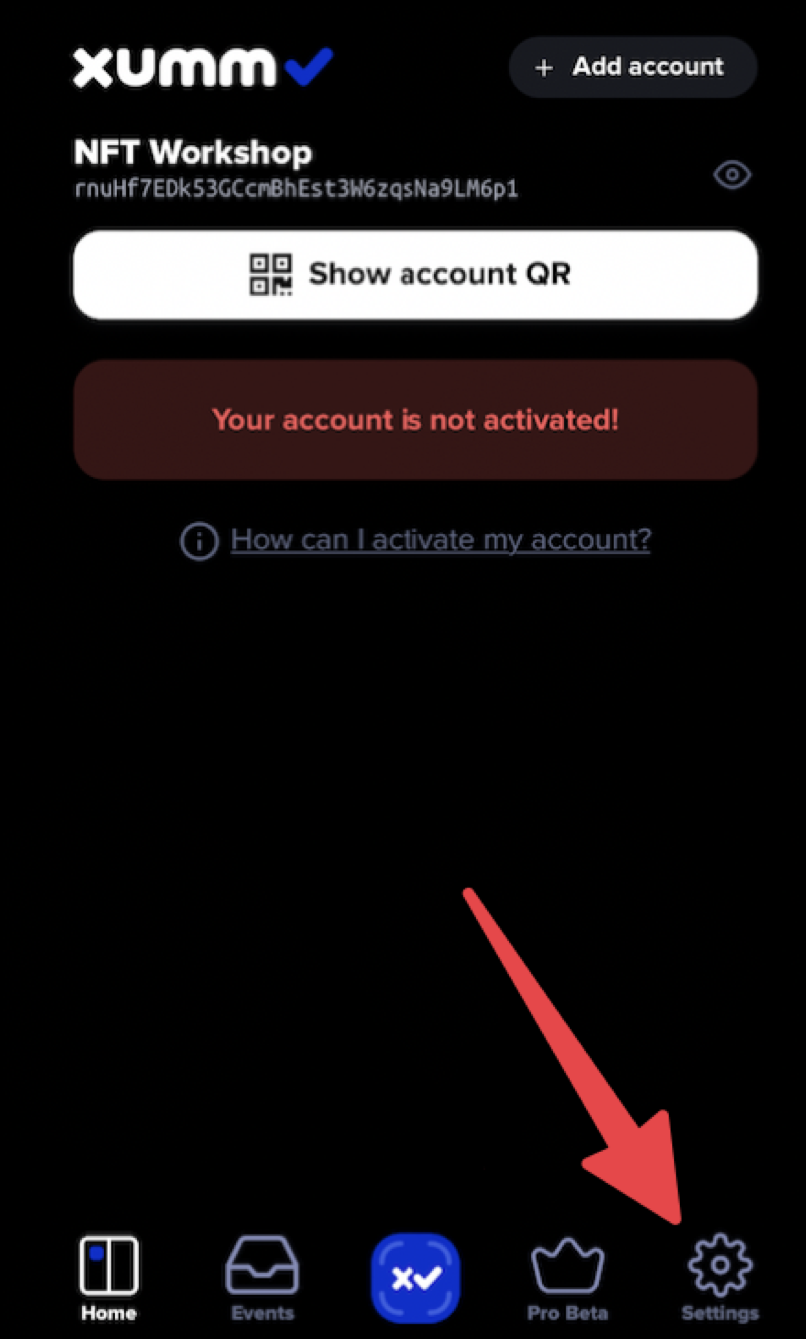 xumm
+ Add account
NFT Workshop
rnuHf7EDk53GCcmBhEst3W6zqsNa9LM6p1
Show account QR
Your account is not activated!
How can I activate my account?
Home
Events
Pro Beta
Settings